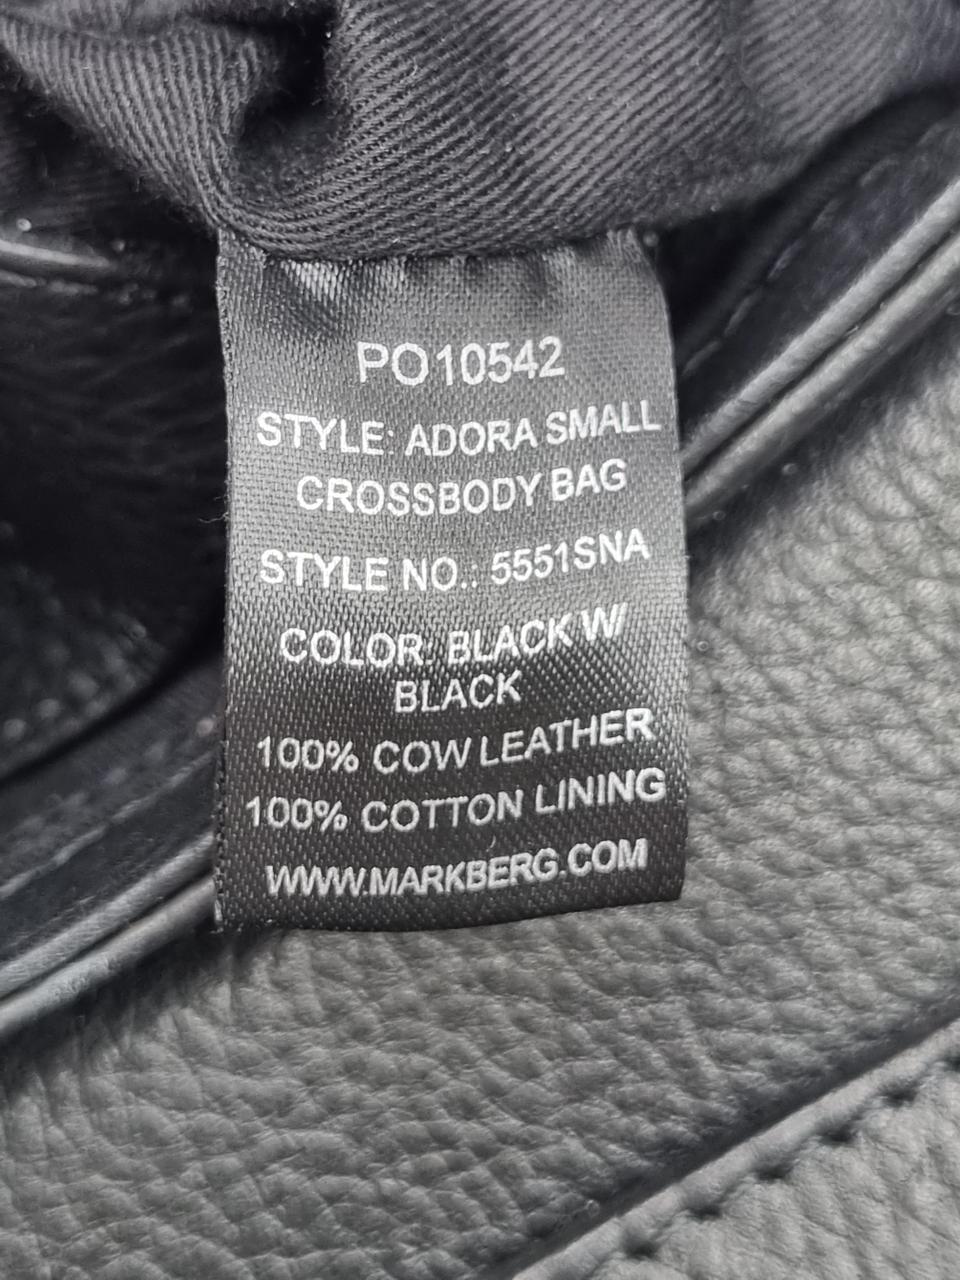 PO10542
STYLE: ADORA SMALL
CROSSBODY BAG
STYLE NO.: 5551SNA
COLOR: BLACK W/
BLACK
100% COW LEATHER
100% COTTON LINING
WWW.MARKBERG.COM